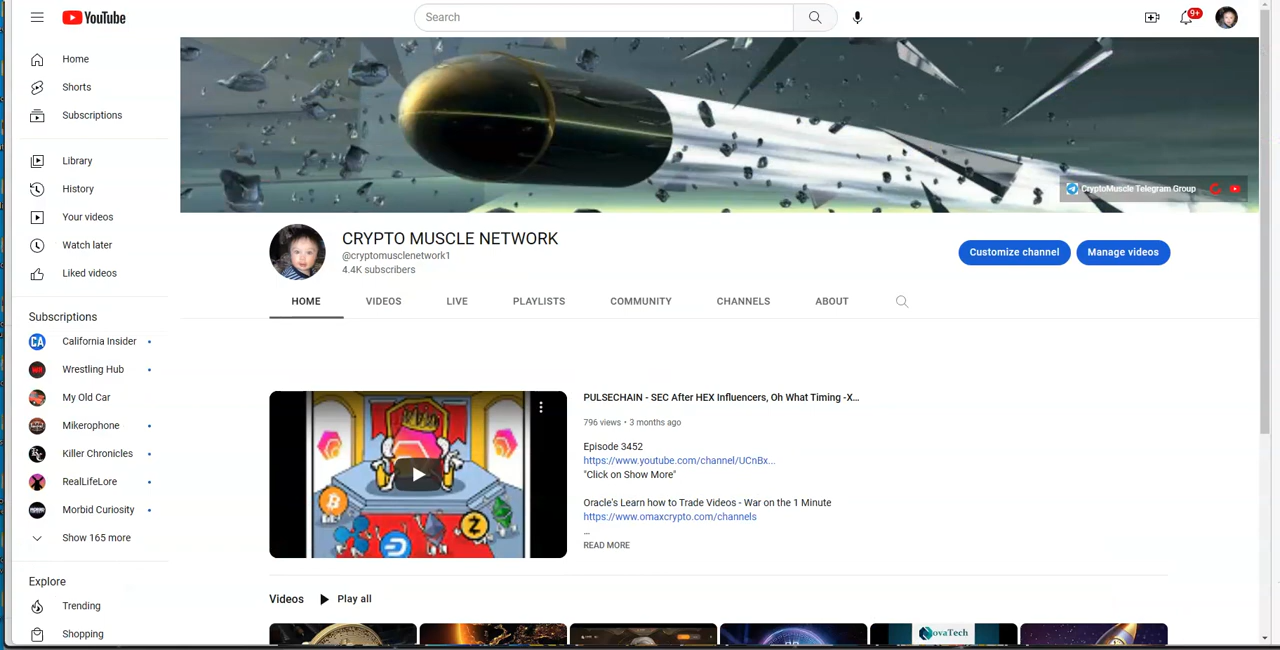 YouTube
Search
9+
Home
Shorts
Subscriptions
Library
History
Your videos
Watch later
Liked videos
Subscriptions
CA California Insider
WR Wrestling Hub
My Old Car
Mikerophone
Killer Chronicles
RealLifeLore
Morbid Curiosity
Show 165 more
Explore
Trending
Shopping
CryptoMuscle Telegram Group
CRYPTO MUSCLE NETWORK
@cryptomusclenetwork1
4.4K subscribers
Customize channel
Manage videos
HOME VIDEOS LIVE PLAYLISTS COMMUNITY CHANNELS ABOUT
PULSECHAIN - SEC After HEX Influencers, Oh What Timing -X...
796 views • 3 months ago
Episode 3452
https://www.youtube.com/channel/UCnBx...
"Click on Show More"
Oracle's Learn how to Trade Videos - War on the 1 Minute
https://www.omaxcrypto.com/channels
...
READ MORE
Videos Play all
NovaTech